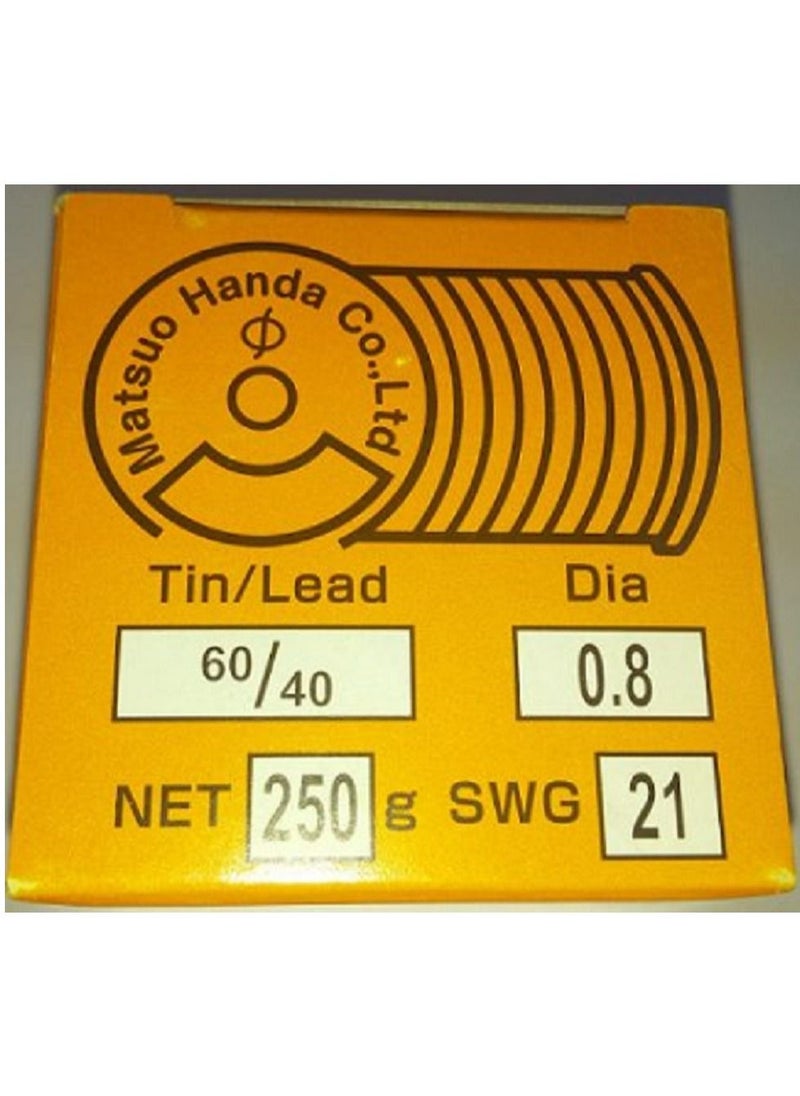 Matsuo Handa Co.,Ltd
Tin/Lead Dia
60/40 0.8
NET 250 g SWG 21